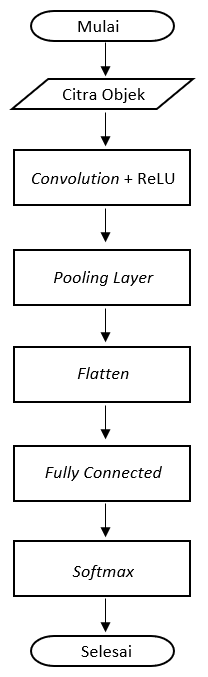 Mulai
Citra Objek
Convolution + ReLU
Pooling Layer
Flatten
Fully Connected
Softmax
Selesai